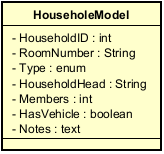 HouseholeModel
- HouseholdID : int
- RoomNumber : String
- Type : enum
- HouseholdHead : String
- Members : int
- HasVehicle : boolean
- Notes : text